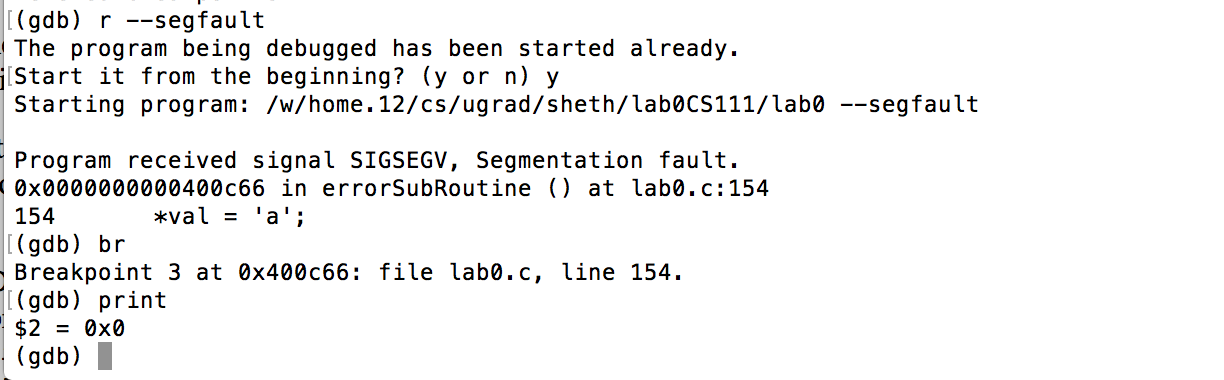 (gdb) r --segfault
The program being debugged has been started already.
Start it from the beginning? (y or n) y
Starting program: /w/home.12/cs/ugrad/sheth/lab0CS111/lab0 --segfault
Program received signal SIGSEGV, Segmentation fault.
0x0000000000400c66 in errorSubRoutine () at lab0.c:154
154       *val = 'a';
(gdb) br
Breakpoint 3 at 0x400c66: file lab0.c, line 154.
(gdb) print
$2 = 0x0
(gdb)